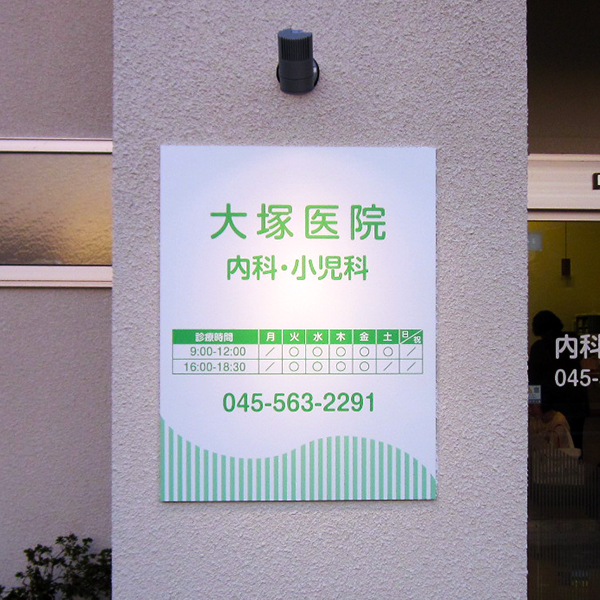 大塚医院
内科・小児科
診療時間 月 火 水 木 金 土 日/祝
9:00-12:00 ／ ○ ○ ○ ○ ○ ／
16:00-18:30 ／ ○ ○ ○ ○ ／ ／
045-563-2291
内科
045-